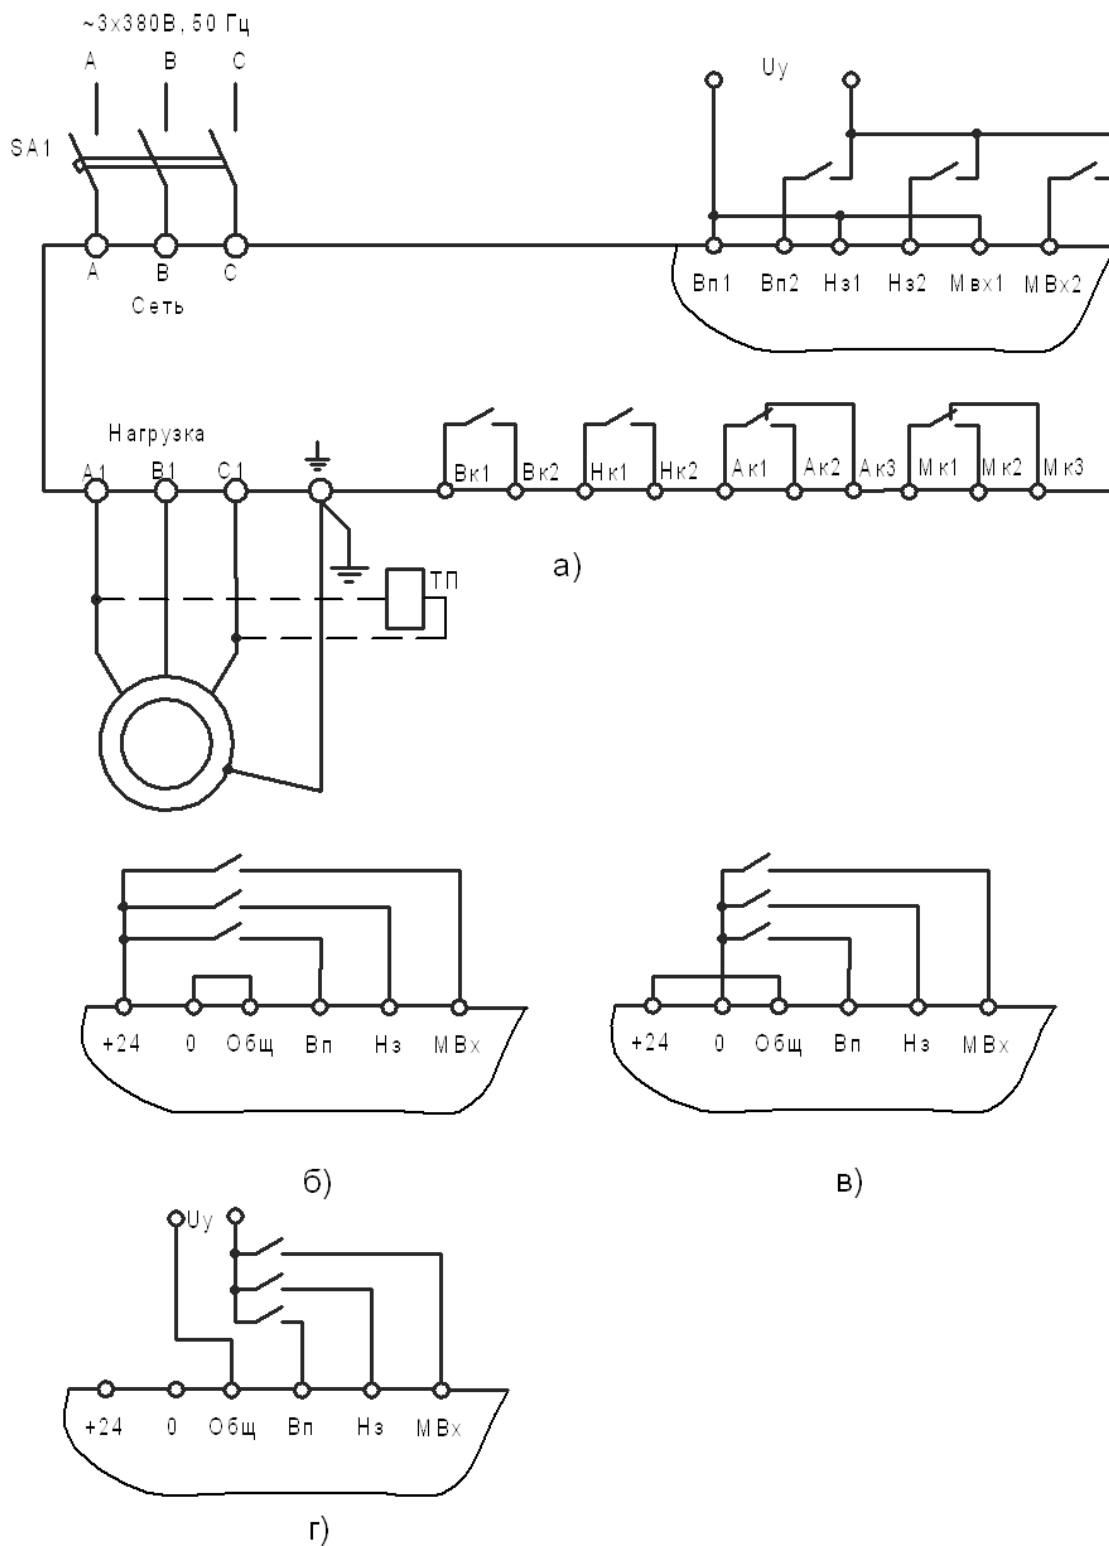 ~3х380В, 50 Гц
А В С
Uу
SA1
А В С
Сеть
Вп1 Вп2 Нз1 Нз2 Мвх1 МВх2
Нагрузка
А1 В1 С1
Вк1 Вк2 Нк1 Нк2 Ак1 Ак2 Ак3 Мк1 Мк2 Мк3
а)
ТП
+24 0 Общ Вп Нз МВх
+24 0 Общ Вп Нз МВх
б)
в)
Uу
+24 0 Общ Вп Нз МВх
г)